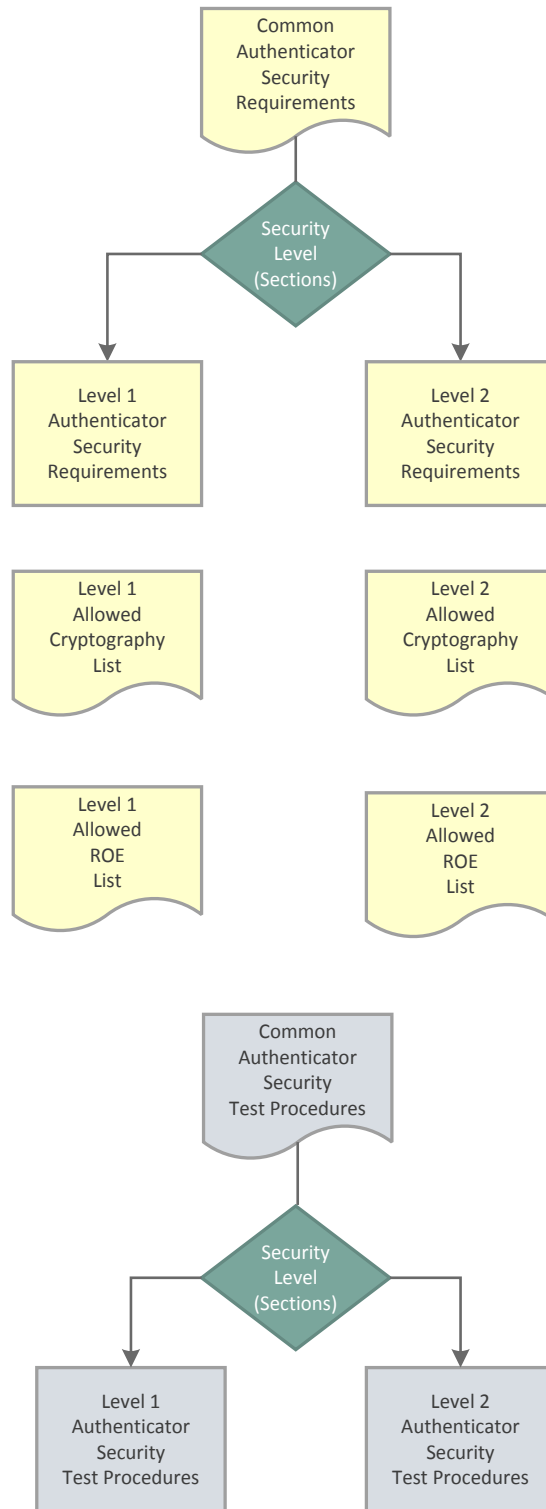 Common
Authenticator
Security
Requirements
Security
Level
(Sections)
Level 1
Authenticator
Security
Requirements
Level 2
Authenticator
Security
Requirements
Level 1
Allowed
Cryptography
List
Level 2
Allowed
Cryptography
List
Level 1
Allowed
ROE
List
Level 2
Allowed
ROE
List
Common
Authenticator
Security
Test Procedures
Security
Level
(Sections)
Level 1
Authenticator
Security
Test Procedures
Level 2
Authenticator
Security
Test Procedures